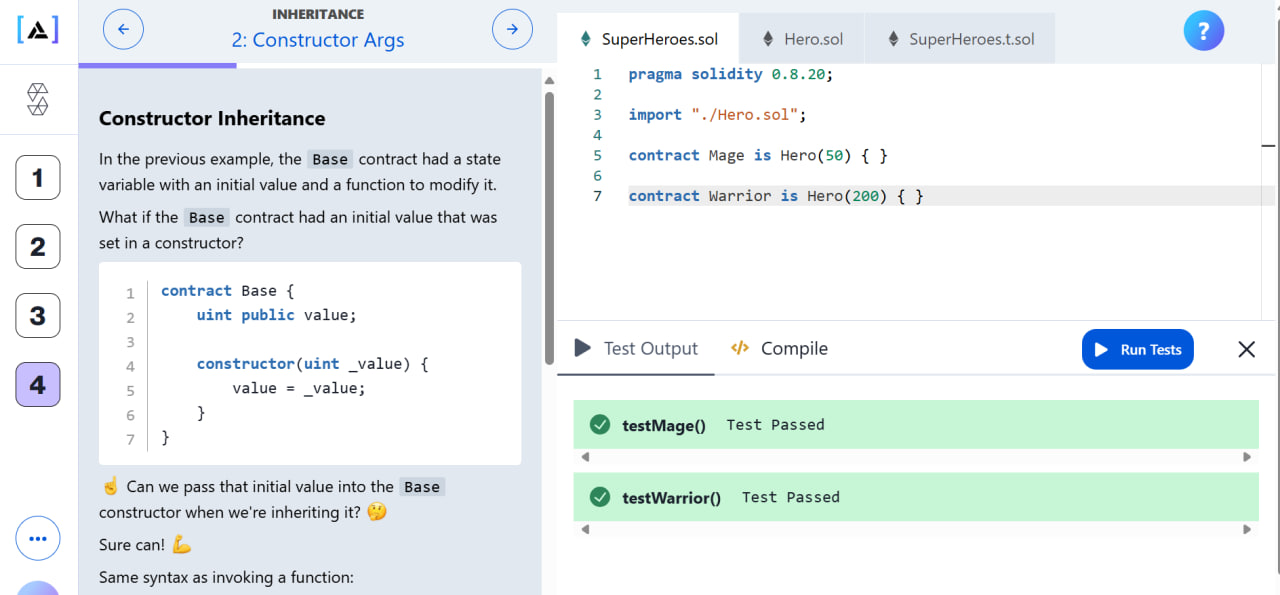 INHERITANCE
2: Constructor Args
1
2
3
4
Constructor Inheritance
In the previous example, the Base contract had a state
variable with an initial value and a function to modify it.
What if the Base contract had an initial value that was
set in a constructor?
1 contract Base {
2 uint public value;
3
4 constructor(uint _value) {
5 value = _value;
6 }
7 }
☝️ Can we pass that initial value into the Base
constructor when we're inheriting it? 🤔
Sure can! 💪
Same syntax as invoking a function:
SuperHeroes.sol Hero.sol SuperHeroes.t.sol
?
1 pragma solidity 0.8.20;
2
3 import "./Hero.sol";
4
5 contract Mage is Hero(50) { }
6
7 contract Warrior is Hero(200) { }
Test Output Compile Run Tests
testMage() Test Passed
testWarrior() Test Passed